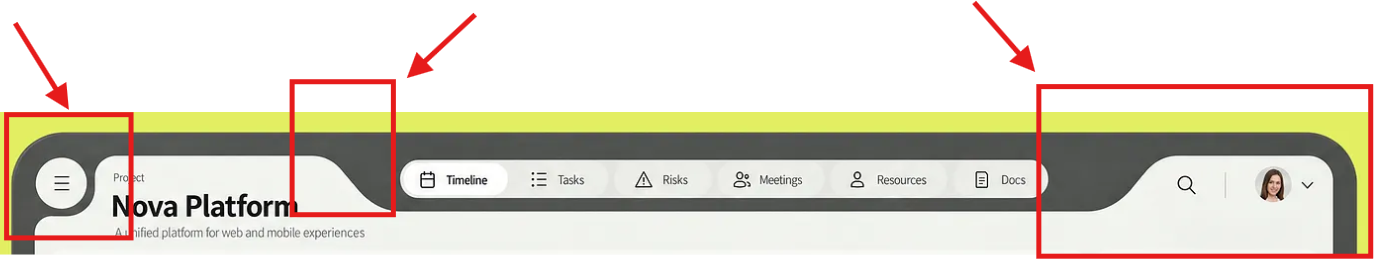 Project
Nova Platform
A unified platform for web and mobile experiences
Timeline
Tasks
Risks
Meetings
Resources
Docs